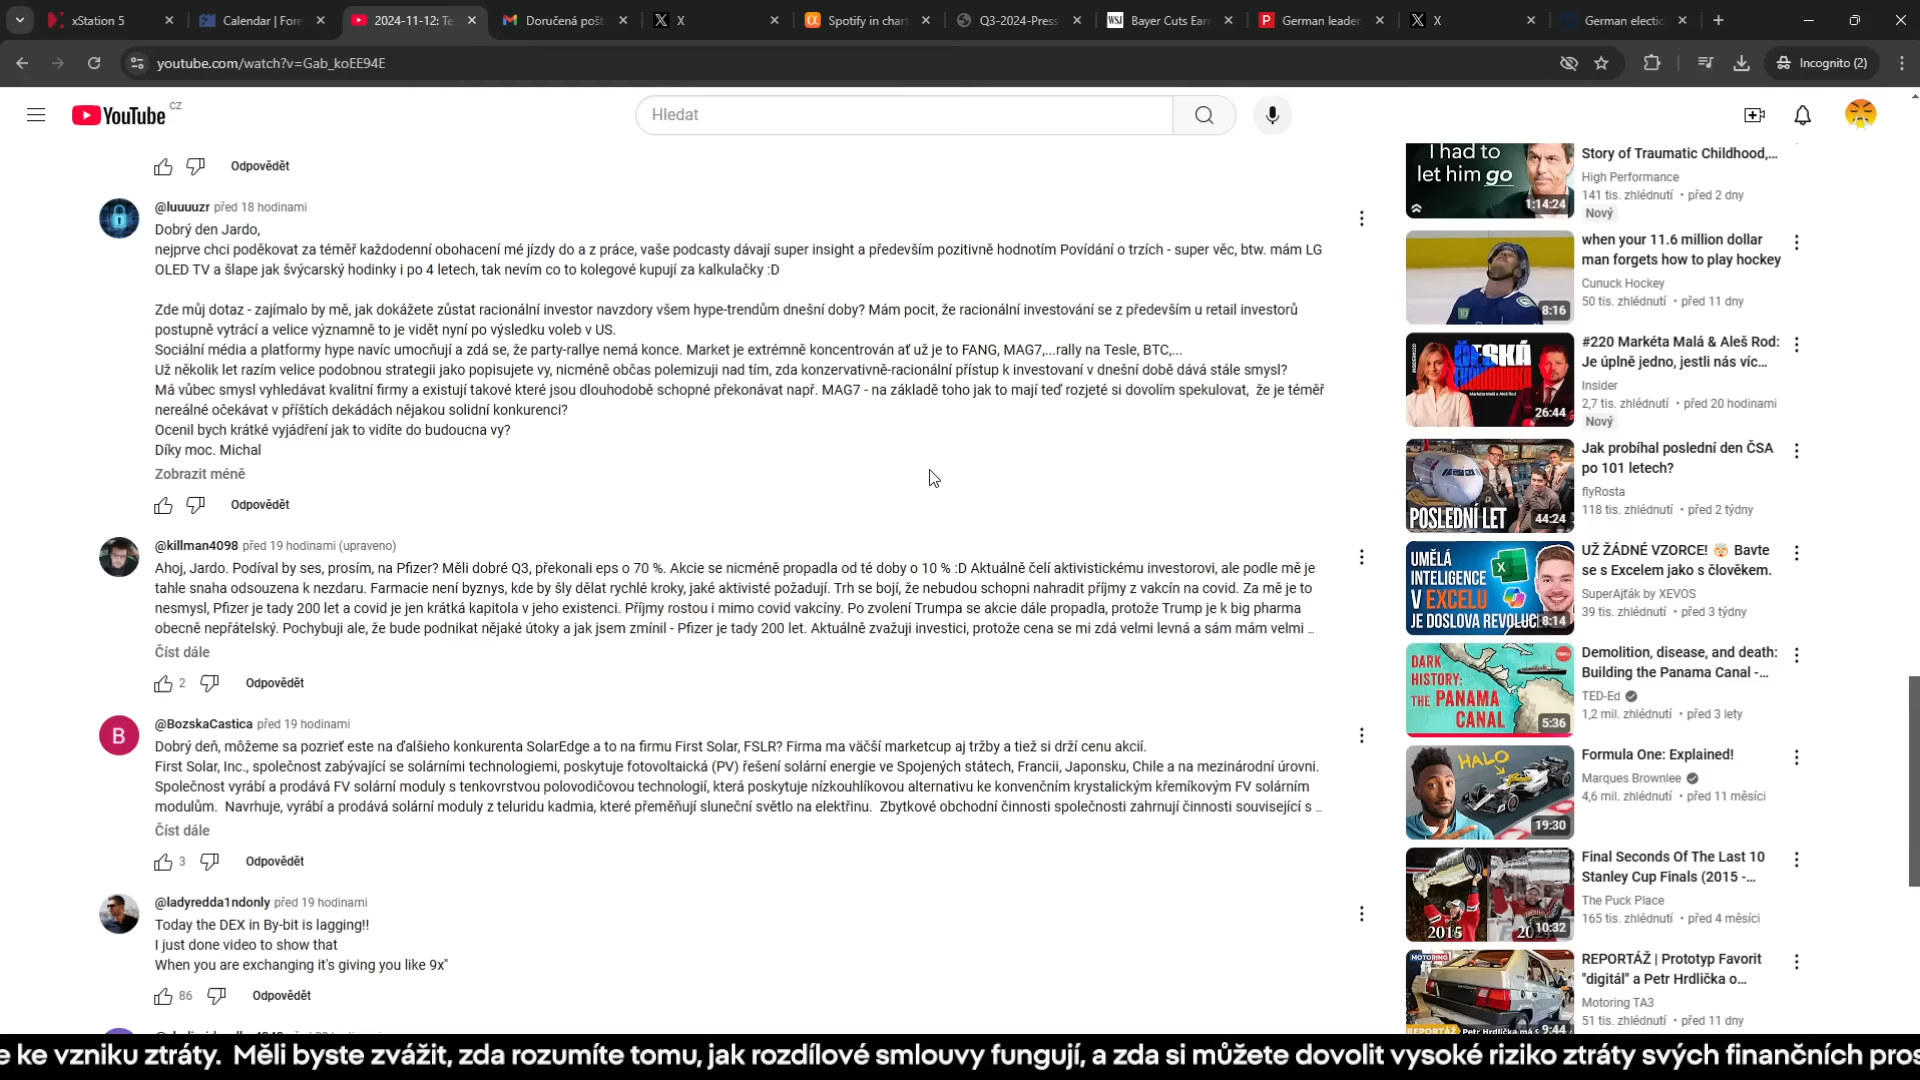 xStation 5
Calendar | Fore
2024-11-12: Te
Doručená pošt
X
Spotify in chart
Q3-2024-Press
Bayer Cuts Earn
German leader
X
German electio
youtube.com/watch?v=Gab_koEE94E
Incognito (2)
YouTube CZ
Hledat
Odpovědět
@luuuuzr před 18 hodinami
Dobrý den Jardo,
nejprve chci poděkovat za téměř každodenní obohacení mé jízdy do a z práce, vaše podcasty dávají super insight a především pozitivně hodnotím Povídání o trzích - super věc, btw. mám LG
OLED TV a šlape jak švýcarský hodinky i po 4 letech, tak nevím co to kolegové kupují za kalkulačky :D
Zde můj dotaz - zajímalo by mě, jak dokážete zůstat racionální investor navzdory všem hype-trendům dnešní doby? Mám pocit, že racionální investování se z především u retail investorů
postupně vytrácí a velice významně to je vidět nyní po výsledku voleb v US.
Sociální média a platformy hype navíc umocňují a zdá se, že party-rallye nemá konce. Market je extrémně koncentrován ať už je to FANG, MAG7,...rally na Tesle, BTC,...
Už několik let razím velice podobnou strategii jako popisujete vy, nicméně občas polemizuji nad tím, zda konzervativně-racionální přístup k investovaní v dnešní době dává stále smysl?
Má vůbec smysl vyhledávat kvalitní firmy a existují takové které jsou dlouhodobě schopné překonávat např. MAG7 - na základě toho jak to mají teď rozjeté si dovolím spekulovat, že je téměř
nereálné očekávat v příštích dekádách nějakou solidní konkurenci?
Ocenil bych krátké vyjádření jak to vidíte do budoucna vy?
Díky moc. Michal
Zobrazit méně
Odpovědět
@killman4098 před 19 hodinami (upraveno)
Ahoj, Jardo. Podíval by ses, prosím, na Pfizer? Měli dobré Q3, překonali eps o 70 %. Akcie se nicméně propadla od té doby o 10 % :D Aktuálně čelí aktivistickému investorovi, ale podle mě je
tahle snaha odsouzena k nezdaru. Farmacie není byznys, kde by šly dělat rychlé kroky, jaké aktivisté požadují. Trh se bojí, že nebudou schopni nahradit příjmy z vakcín na covid. Za mě je to
nesmysl, Pfizer je tady 200 let a covid je jen krátká kapitola v jeho existenci. Příjmy rostou i mimo covid vakcíny. Po zvolení Trumpa se akcie dále propadla, protože Trump je k big pharma
obecně nepřátelský. Pochybuji ale, že bude podnikat nějaké útoky a jak jsem zmínil - Pfizer je tady 200 let. Aktuálně zvažuji investici, protože cena se mi zdá velmi levná a sám mám velmi ...
Číst dále
2 Odpovědět
@BozskaCastica před 19 hodinami
Dobrý deň, môžeme sa pozrieť este na ďalšieho konkurenta SolarEdge a to na firmu First Solar, FSLR? Firma ma väčší marketcup aj tržby a tiež si drží cenu akcií.
First Solar, Inc., společnost zabývající se solárními technologiemi, poskytuje fotovoltaická (PV) řešení solární energie ve Spojených státech, Francii, Japonsku, Chile a na mezinárodní úrovni.
Společnost vyrábí a prodává FV solární moduly s tenkovrstvou polovodičovou technologií, která poskytuje nízkouhlíkovou alternativu ke konvenčním krystalickým křemíkovým FV solárním
modulům. Navrhuje, vyrábí a prodává solární moduly z teluridu kadmia, které přeměňují sluneční světlo na elektřinu. Zbytkové obchodní činnosti společnosti zahrnují činnosti související s ...
Číst dále
3 Odpovědět
@ladyredda1ndonly před 19 hodinami
Today the DEX in By-bit is lagging!!
I just done video to show that
When you are exchanging it's giving you like 9x"
86 Odpovědět
I had to
let him go
1:14:24
Story of Traumatic Childhood,...
High Performance
141 tis. zhlédnutí • před 2 dny
Nový
8:16
when your 11.6 million dollar
man forgets how to play hockey
Cunuck Hockey
50 tis. zhlédnutí • před 11 dny
ČESKÁ
EKONOMIKA
26:44
#220 Markéta Malá & Aleš Rod:
Je úplně jedno, jestli nás víc...
Insider
2,7 tis. zhlédnutí • před 20 hodinami
Nový
POSLEDNÍ LET
44:24
Jak probíhal poslední den ČSA
po 101 letech?
flyRosta
118 tis. zhlédnutí • před 2 týdny
UMĚLÁ
INTELIGENCE
V EXCELU
JE DOSLOVA REVOLUCE
8:14
UŽ ŽÁDNÉ VZORCE! 🤯 Bavte
se s Excelem jako s člověkem.
SuperAjťák by XEVOS
39 tis. zhlédnutí • před 3 týdny
DARK
HISTORY:
THE PANAMA
CANAL
5:36
Demolition, disease, and death:
Building the Panama Canal -...
TED-Ed
1,2 mil. zhlédnutí • před 3 lety
HALO
19:30
Formula One: Explained!
Marques Brownlee
4,6 mil. zhlédnutí • před 11 měsíci
2015
10:32
Final Seconds Of The Last 10
Stanley Cup Finals (2015 -...
The Puck Place
165 tis. zhlédnutí • před 4 měsíci
MOTORING
REPORTÁŽ Petr Hrdlička má
9:44
REPORTÁŽ | Prototyp Favorit
"digitál" a Petr Hrdlička o...
Motoring TA3
51 tis. zhlédnutí • před 11 dny
e ke vzniku ztráty. Měli byste zvážit, zda rozumíte tomu, jak rozdílové smlouvy fungují, a zda si můžete dovolit vysoké riziko ztráty svých finančních pros